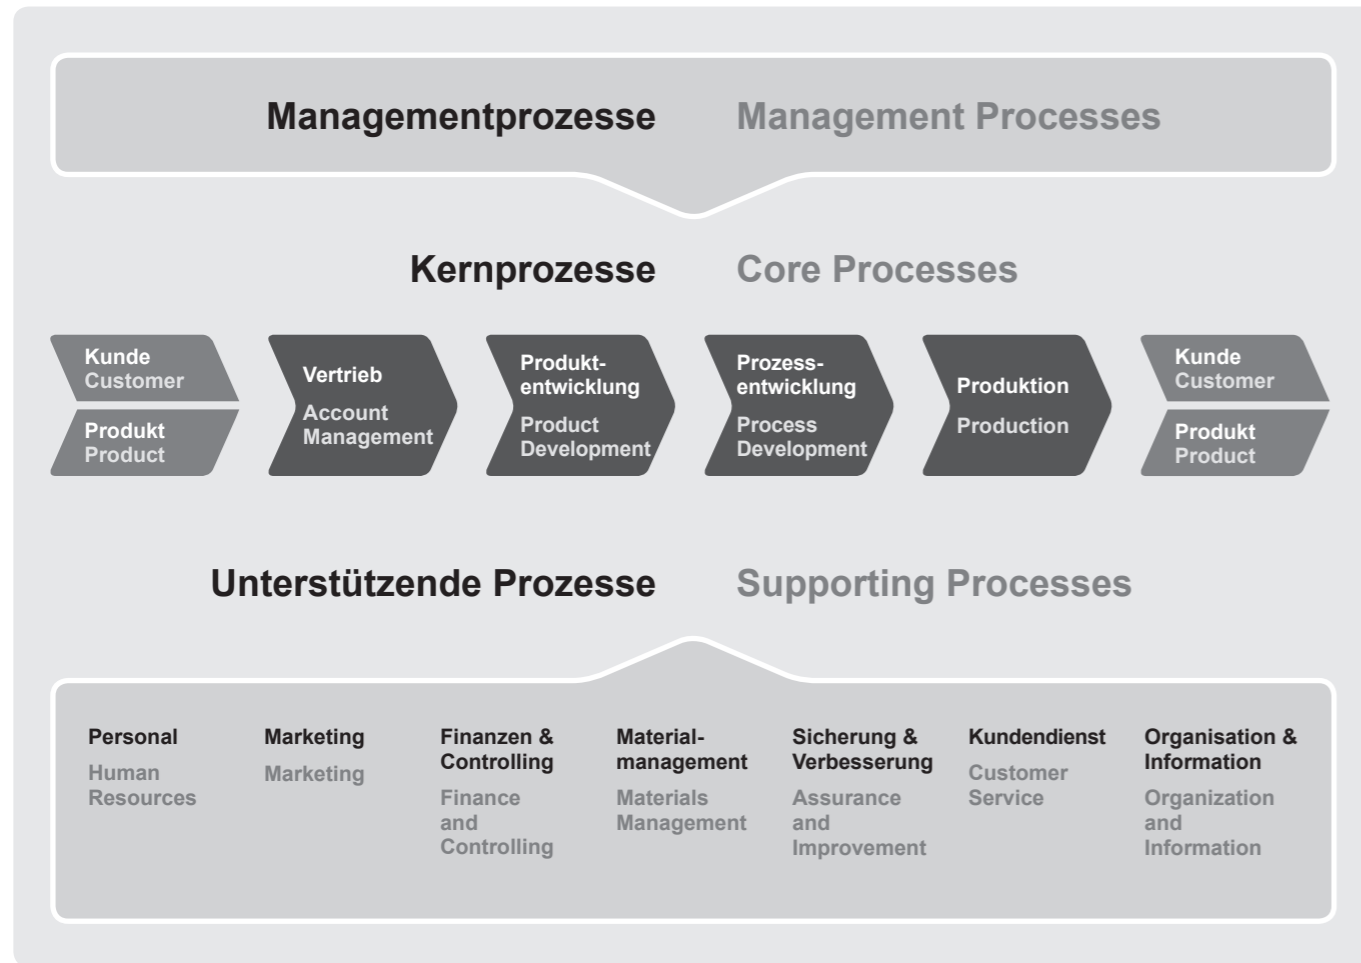 Managementprozesse Management Processes
Kernprozesse Core Processes
Kunde
Customer
Produkt
Product
Vertrieb
Account
Management
Produkt-
entwicklung
Product
Development
Prozess-
entwicklung
Process
Development
Produktion
Production
Kunde
Customer
Produkt
Product
Unterstützende Prozesse Supporting Processes
Personal
Human
Resources
Marketing
Marketing
Finanzen &
Controlling
Finance
and
Controlling
Material-
management
Materials
Management
Sicherung &
Verbesserung
Assurance
and
Improvement
Kundendienst
Customer
Service
Organisation &
Information
Organization
and
Information